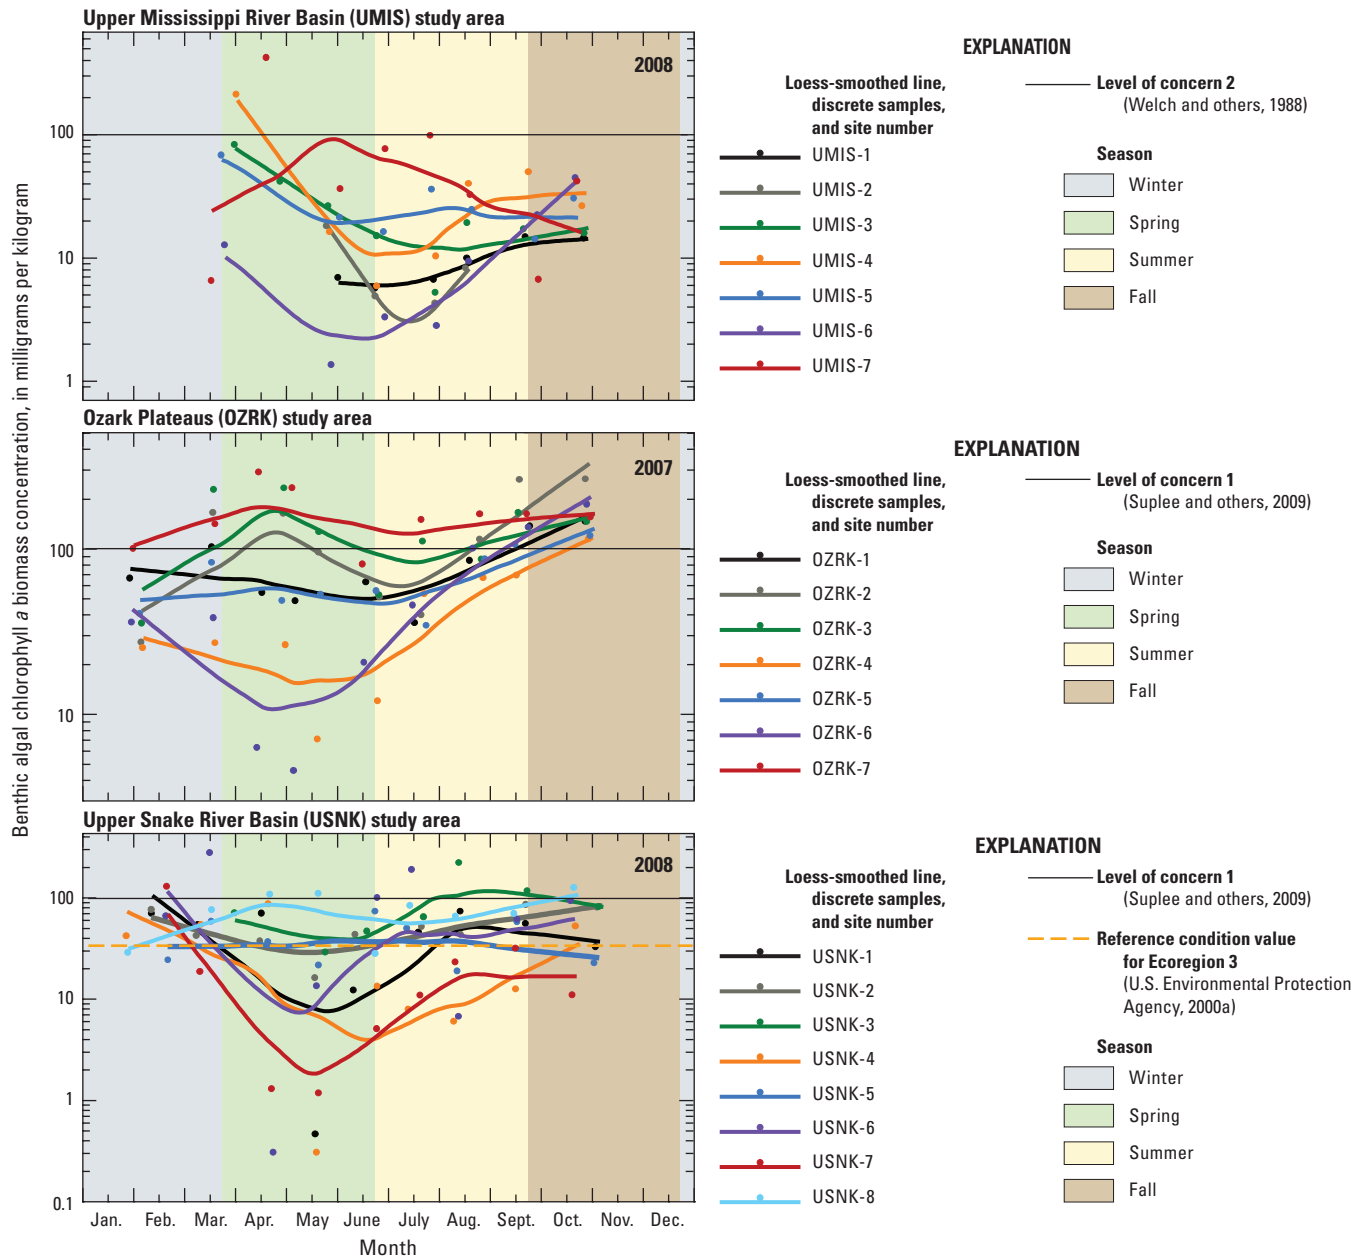 Upper Mississippi River Basin (UMIS) study area
2008
100
10
1
EXPLANATION
Loess-smoothed line,
discrete samples,
and site number
UMIS-1
UMIS-2
UMIS-3
UMIS-4
UMIS-5
UMIS-6
UMIS-7
Level of concern 2
(Welch and others, 1988)
Season
Winter
Spring
Summer
Fall
Benthic algal chlorophyll a biomass concentration, in milligrams per kilogram
Ozark Plateaus (OZRK) study area
2007
100
10
EXPLANATION
Loess-smoothed line,
discrete samples,
and site number
OZRK-1
OZRK-2
OZRK-3
OZRK-4
OZRK-5
OZRK-6
OZRK-7
Level of concern 1
(Suplee and others, 2009)
Season
Winter
Spring
Summer
Fall
Upper Snake River Basin (USNK) study area
2008
100
10
1
0.1
Jan. Feb. Mar. Apr. May June July Aug. Sept. Oct. Nov. Dec.
Month
EXPLANATION
Loess-smoothed line,
discrete samples,
and site number
USNK-1
USNK-2
USNK-3
USNK-4
USNK-5
USNK-6
USNK-7
USNK-8
Level of concern 1
(Suplee and others, 2009)
Reference condition value
for Ecoregion 3
(U.S. Environmental Protection
Agency, 2000a)
Season
Winter
Spring
Summer
Fall